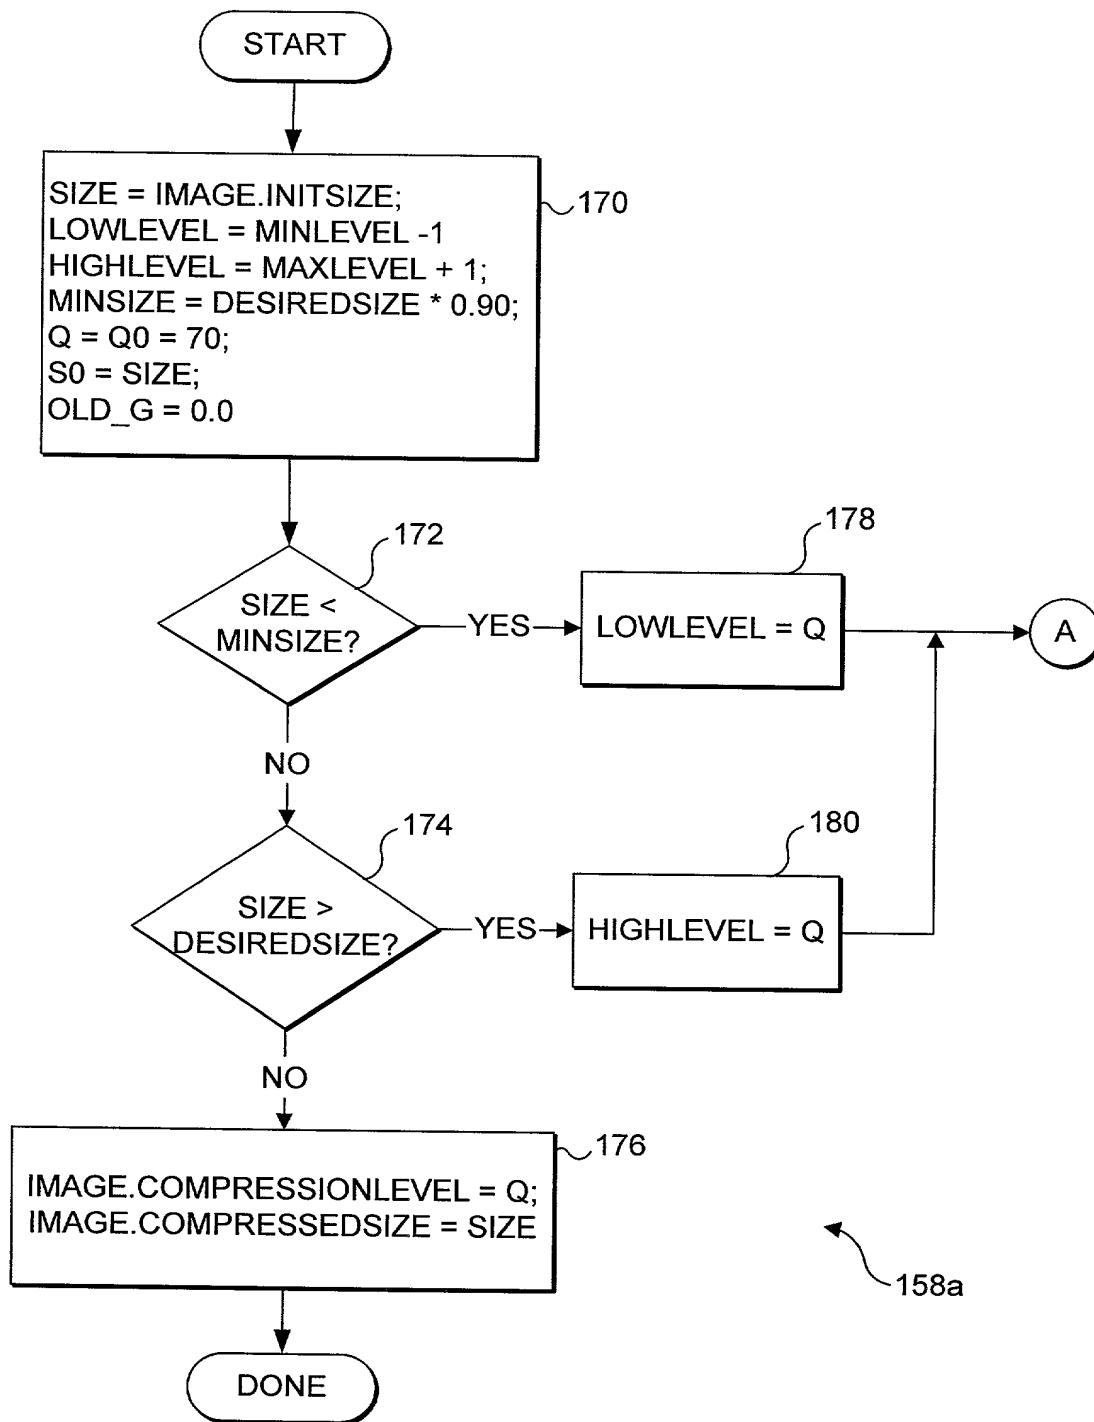 START
SIZE = IMAGE.INITSIZE;
LOWLEVEL = MINLEVEL -1
HIGHLEVEL = MAXLEVEL + 1;
MINSIZE = DESIREDSIZE * 0.90;
Q = Q0 = 70;
S0 = SIZE;
OLD_G = 0.0
170
172
SIZE <
MINSIZE?
YES
178
LOWLEVEL = Q
A
NO
174
SIZE >
DESIREDSIZE?
YES
180
HIGHLEVEL = Q
NO
176
IMAGE.COMPRESSIONLEVEL = Q;
IMAGE.COMPRESSEDSIZE = SIZE
158a
DONE